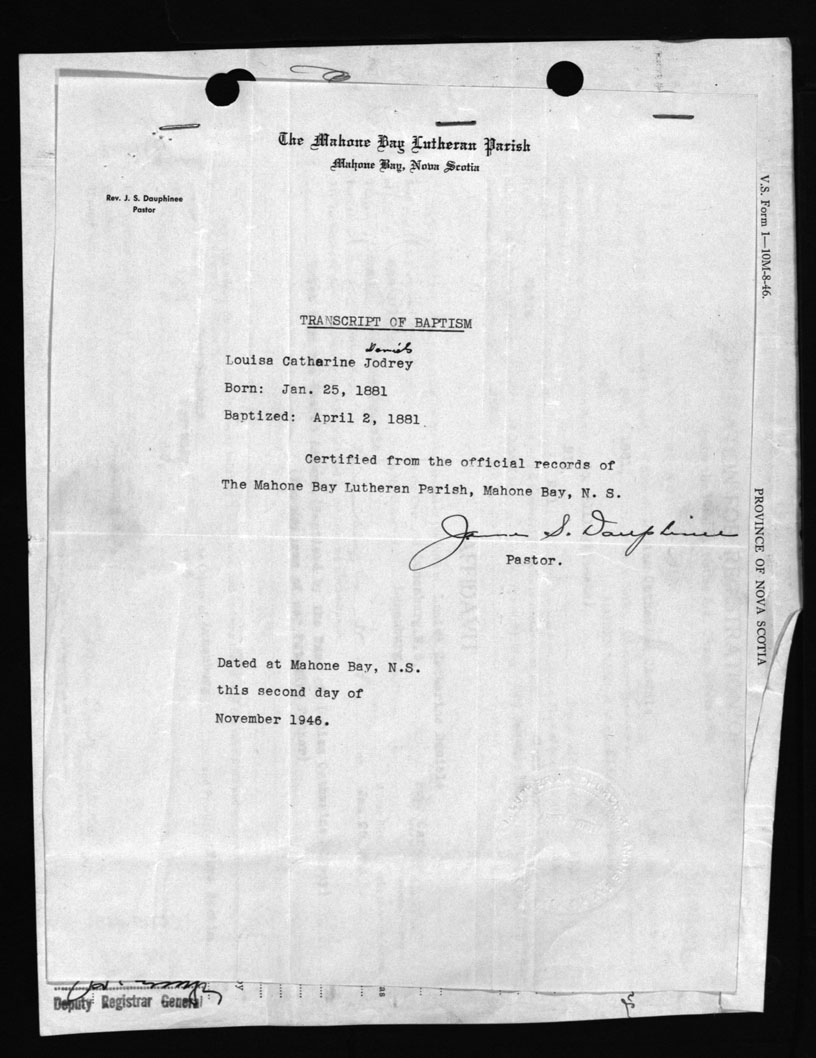 The Mahone Bay Lutheran Parish
Mahone Bay, Nova Scotia
Rev. J. S. Dauphinee
Pastor
V.S. Form 1—10M-8-46.
TRANSCRIPT OF BAPTISM
Louisa Catharine Jodrey
Born: Jan. 25, 1881
Baptized: April 2, 1881
Certified from the official records of
The Mahone Bay Lutheran Parish, Mahone Bay, N. S.
James S. Dauphinee
Pastor.
PROVINCE OF NOVA SCOTIA
Dated at Mahone Bay, N.S.
this second day of
November 1946.
Deputy Registrar General